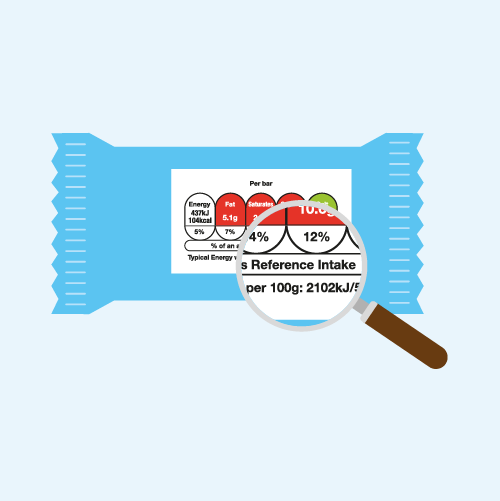 Per bar
Energy Fat Saturates
437kJ
104kcal 5.1g 10.0g
5% 7% 4% 12%
% of an a s Reference Intake
Typical Energy per 100g: 2102kJ/5